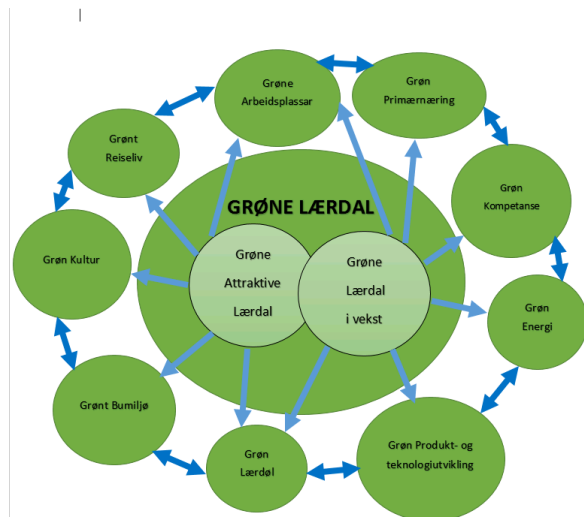 Grøne
Arbeidsplassar
Grøn
Primærnæring
Grønt
Reiseliv
Grøn
Kompetanse
GRØNE LÆRDAL
Grøn Kultur
Grøne
Attraktive
Lærdal
Grøne
Lærdal
i vekst
Grøn
Energi
Grønt Bumiljø
Grøn
Lærdøl
Grøn Produkt- og
teknologiutvikling